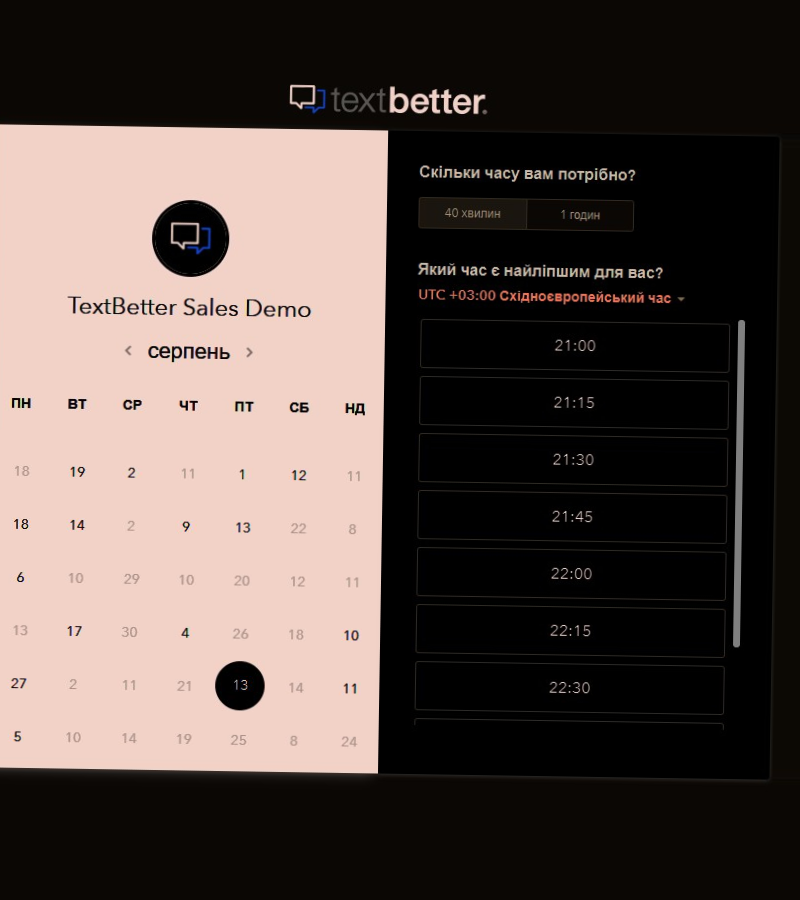 textbetter.
TextBetter Sales Demo
серпень
ПН ВТ СР ЧТ ПТ СБ НД
18 19 2 11 1 12 11
18 14 2 9 13 22 8
6 10 29 10 20 12 11
13 17 30 4 26 18 10
27 2 11 21 13 14 11
5 10 14 19 25 8 24
Скільки часу вам потрібно?
40 хвилин 1 годин
Який час є найліпшим для вас?
UTC +03:00 Східноєвропейський час
21:00
21:15
21:30
21:45
22:00
22:15
22:30